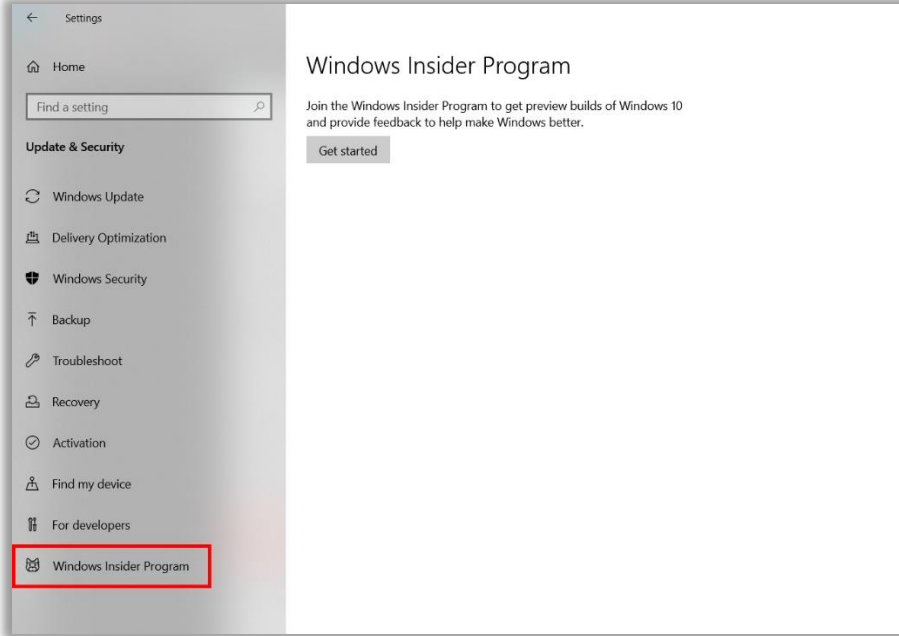 Settings
Home
Find a setting
Update & Security
Windows Update
Delivery Optimization
Windows Security
Backup
Troubleshoot
Recovery
Activation
Find my device
For developers
Windows Insider Program
Windows Insider Program
Join the Windows Insider Program to get preview builds of Windows 10
and provide feedback to help make Windows better.
Get started